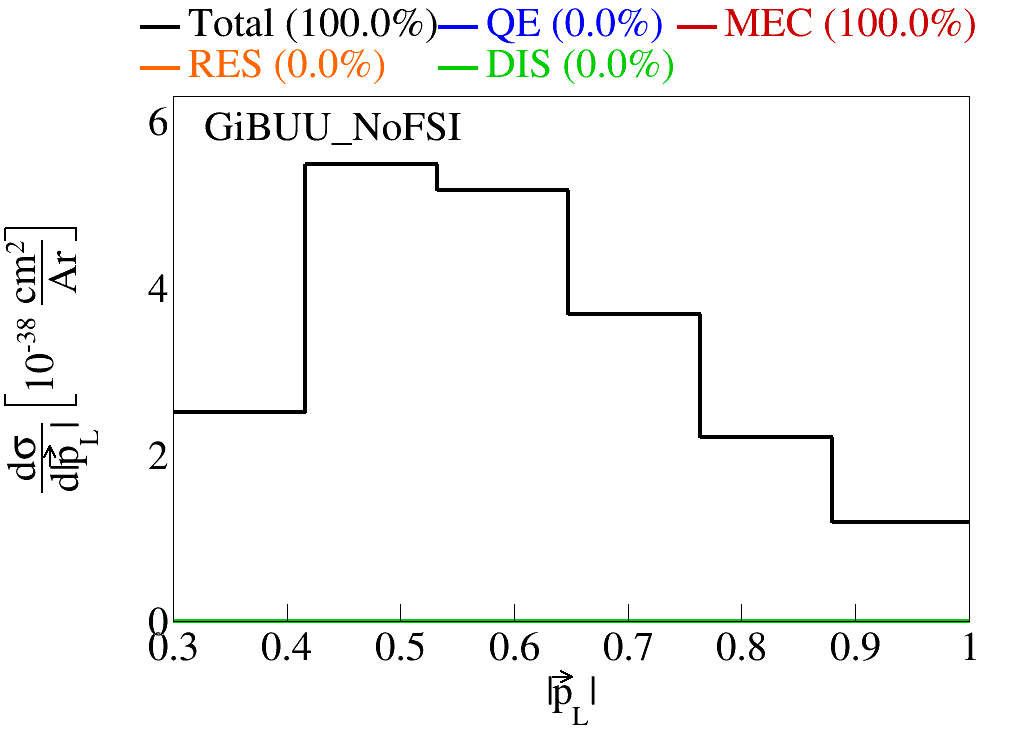 Total (100.0%) QE (0.0%) MEC (100.0%)
RES (0.0%) DIS (0.0%)
GiBUU_NoFSI
6
4
2
0
0.3 0.4 0.5 0.6 0.7 0.8 0.9 1
|p⃗_L|
dσ/d|p⃗_L| [10^-38 cm²/Ar]